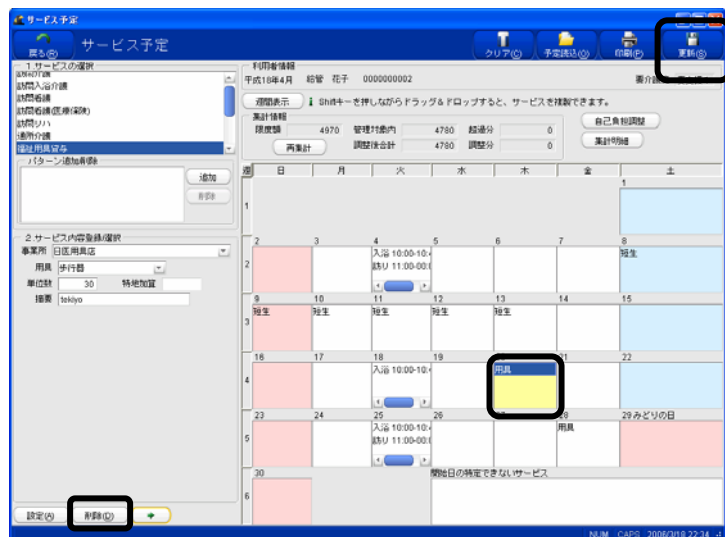 サービス予定
戻る(R) サービス予定 クリア(C) 予定読込(O) 印刷(P) 更新(S)
1.サービスの選択
訪問介護
訪問入浴介護
訪問看護
訪問看護(医療保険)
訪問リハ
通所介護
福祉用具貸与
パターン追加削除
追加
削除
2.サービス内容登録/選択
事業所 日医用具店
用具 歩行器
単位数 30 特地加算
摘要 tekiyo
設定(A) 削除(D)
利用者情報
平成18年4月 給管 花子 0000000002 要介
週間表示 i Shiftキーを押しながらドラッグ&ドロップすると、サービスを複製できます。
集計情報
限度額 4970 管理対象内 4780 超過分 0
再集計 調整後合計 4780 調整分 0
自己負担調整
集計明細
週 日 月 火 水 木 金 土
1
1
2 3 4 5 6 7 8
2
入浴 10:00-10:
訪リ 11:00-00:
短生
9 10 11 12 13 14 15
3
短生 短生 短生 短生 短生
16 17 18 19 21 22
4
入浴 10:00-10:
用具
23 24 25 26 28 29みどりの日
5
入浴 10:00-10:
訪リ 11:00-00:
用具
30 開始日の特定できないサービス
6
NUM CAPS 2006/3/18 22:34